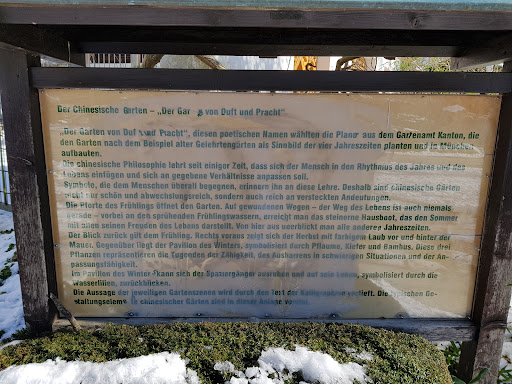 Der Chinesische Garten – „Der Gar von Duft und Pracht"
„Der Garten von Duf und Pracht", diesen poetischen Namen wählten die Planer aus dem Gartenamt Kanton, die
den Garten nach dem Beispiel alter Gelehrtengärten als Sinnbild der vier Jahreszeiten planten und in München
aufbauten.
Die chinesische Philosophie lehrt seit einiger Zeit, dass sich der Mensch in den Rhythmus des Jahres und des
Lebens einfügen und sich an gegebene Verhältnisse anpassen soll.
Symbole, die dem Menschen überall begegnen, erinnern ihn an diese Lehre. Deshalb sind chinesische Gärten
nicht nur schön und abwechslungsreich, sondern auch reich an versteckten Andeutungen.
Die Pforte des Frühlings öffnet den Garten. Auf gewundenen Wegen – der Weg des Lebens ist auch niemals
gerade – vorbei an den sprühenden Frühlingswassern, erreicht man das steinerne Hausboot, das den Sommer
mit allen seinen Freuden des Lebens darstellt. Von hier aus überblickt man alle anderen Jahreszeiten.
Der Blick zurück gilt dem Frühling. Rechts voraus zeigt sich der Herbst mit farbigem Laub vor und hinter der
Mauer. Gegenüber liegt der Pavillon des Winters, symbolisiert durch Pflaume, Kiefer und Bambus. Diese drei
Pflanzen repräsentieren die Tugenden der Zähigkeit, des Ausharrens in schwierigen Situationen und der An-
passungsfähigkeit.
Im Pavillon des Winters kann sich der Spaziergänger ausruhen und auf sein Leben, symbolisiert durch die
Wasserlilien, zurückblicken.
Die Aussage der jeweiligen Gartenszenen wird durch den Text der Kalligraphien vertieft. Die typischen Ge-
staltungselemente chinesischer Gärten sind in dieser Anlage vereint.